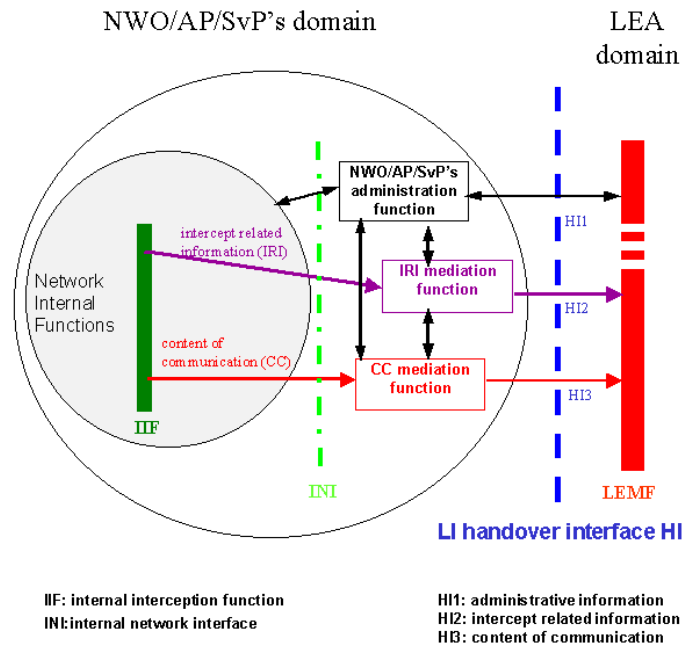 NWO/AP/SvP's domain
LEA
domain
NWO/AP/SvP's
administration
function
HI1
intercept related
information (IRI)
IRI mediation
function
Network
Internal
Functions
HI2
content of
communication (CC)
CC mediation
function
HI3
IIF
INI
LEMF
LI handover interface HI
IIF: internal interception function
INI:internal network interface
HI1: administrative information
HI2: intercept related information
HI3: content of communication